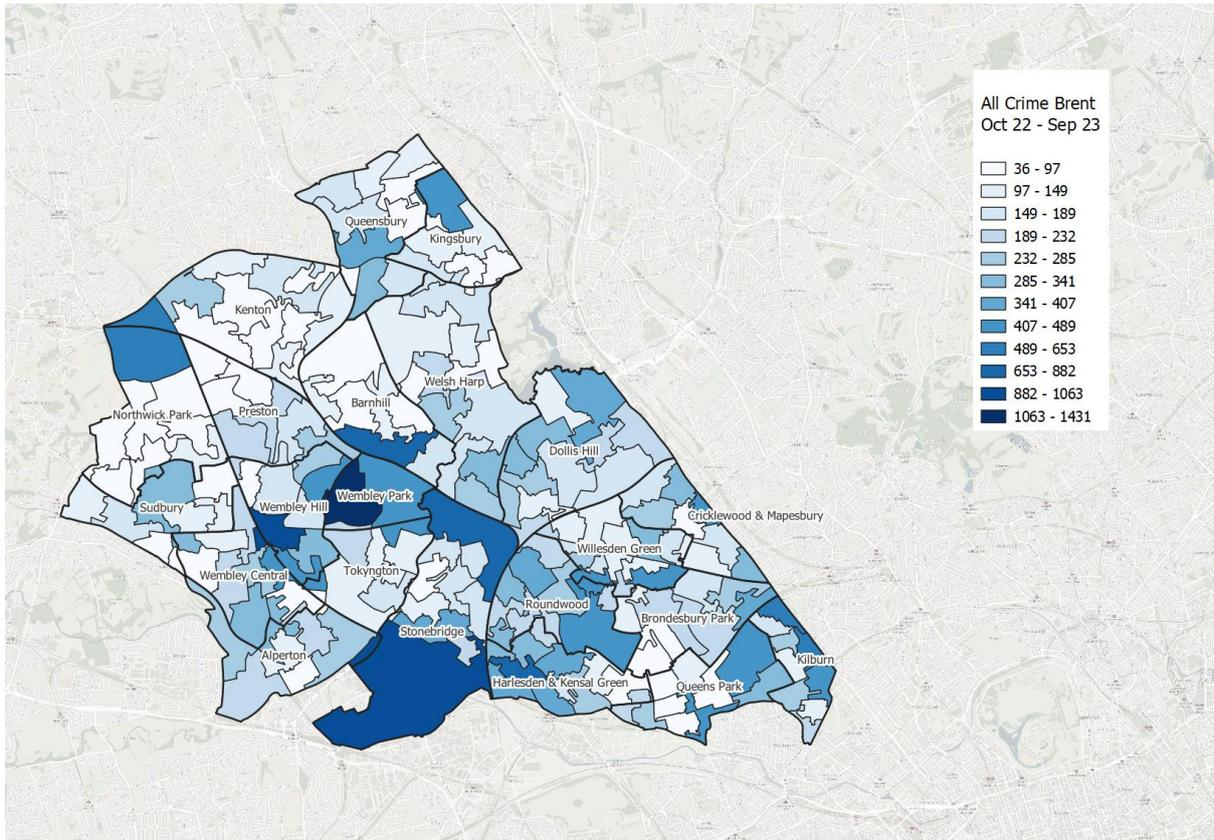 All Crime Brent
Oct 22 - Sep 23
36 - 97
97 - 149
149 - 189
189 - 232
232 - 285
285 - 341
341 - 407
407 - 489
489 - 653
653 - 882
882 - 1063
1063 - 1431
Queensbury
Kingsbury
Kenton
Welsh Harp
Barnhill
Preston
Northwick Park
Dollis Hill
Wembley Park
Sudbury
Wembley Hill
Cricklewood & Mapesbury
Willesden Green
Tokyngton
Wembley Central
Roundwood
Brondesbury Park
Stonebridge
Alperton
Kilburn
Harlesden & Kensal Green
Queens Park